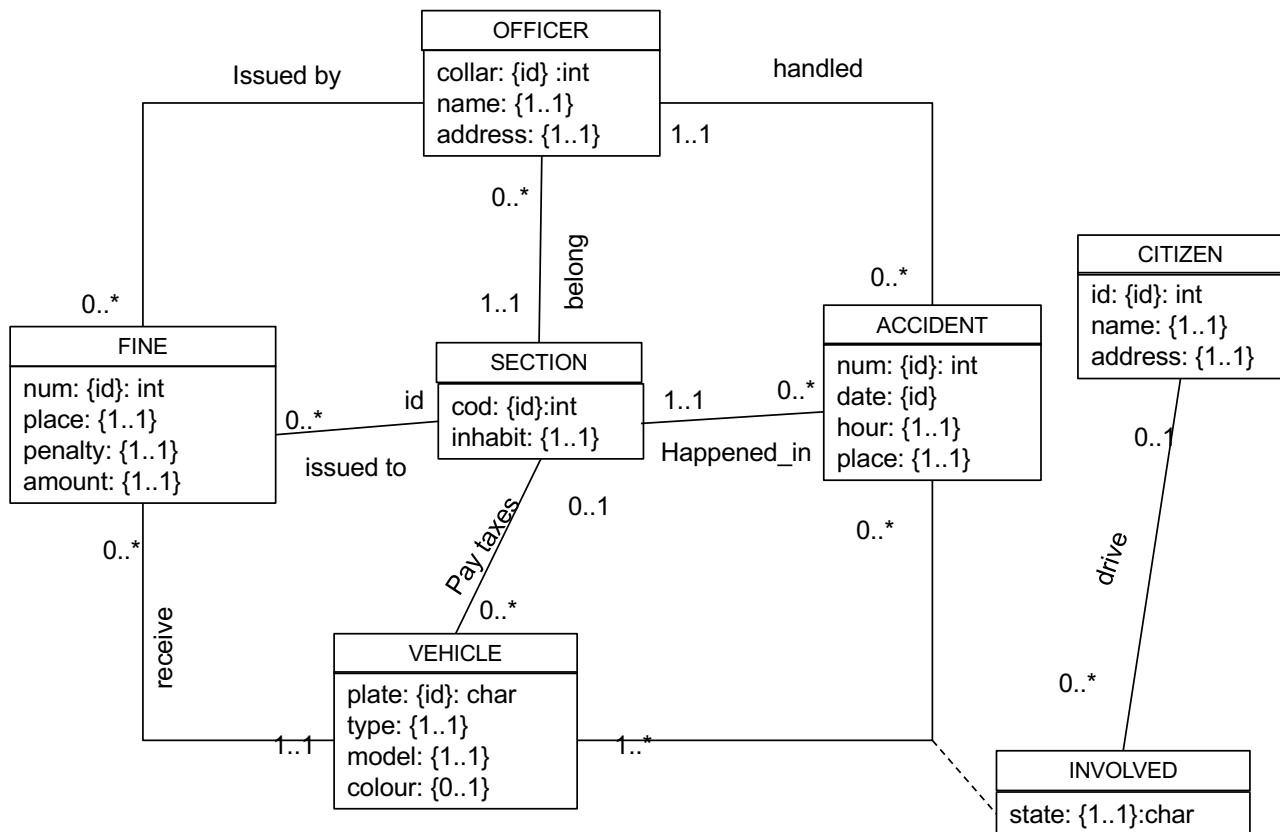 OFFICER
collar: {id} :int
name: {1..1}
address: {1..1}
Issued by
handled
1..1
0..*
belong
1..1
0..*
0..*
CITIZEN
id: {id}: int
name: {1..1}
address: {1..1}
FINE
num: {id}: int
place: {1..1}
penalty: {1..1}
amount: {1..1}
SECTION
cod: {id}:int
inhabit: {1..1}
ACCIDENT
num: {id}: int
date: {id}
hour: {1..1}
place: {1..1}
0..*
id
issued to
1..1
0..*
Happened_in
0..1
0..*
receive
Pay taxes
0..1
0..*
0..*
drive
0..*
VEHICLE
plate: {id}: char
type: {1..1}
model: {1..1}
colour: {0..1}
1..1
1..*
INVOLVED
state: {1..1}:char